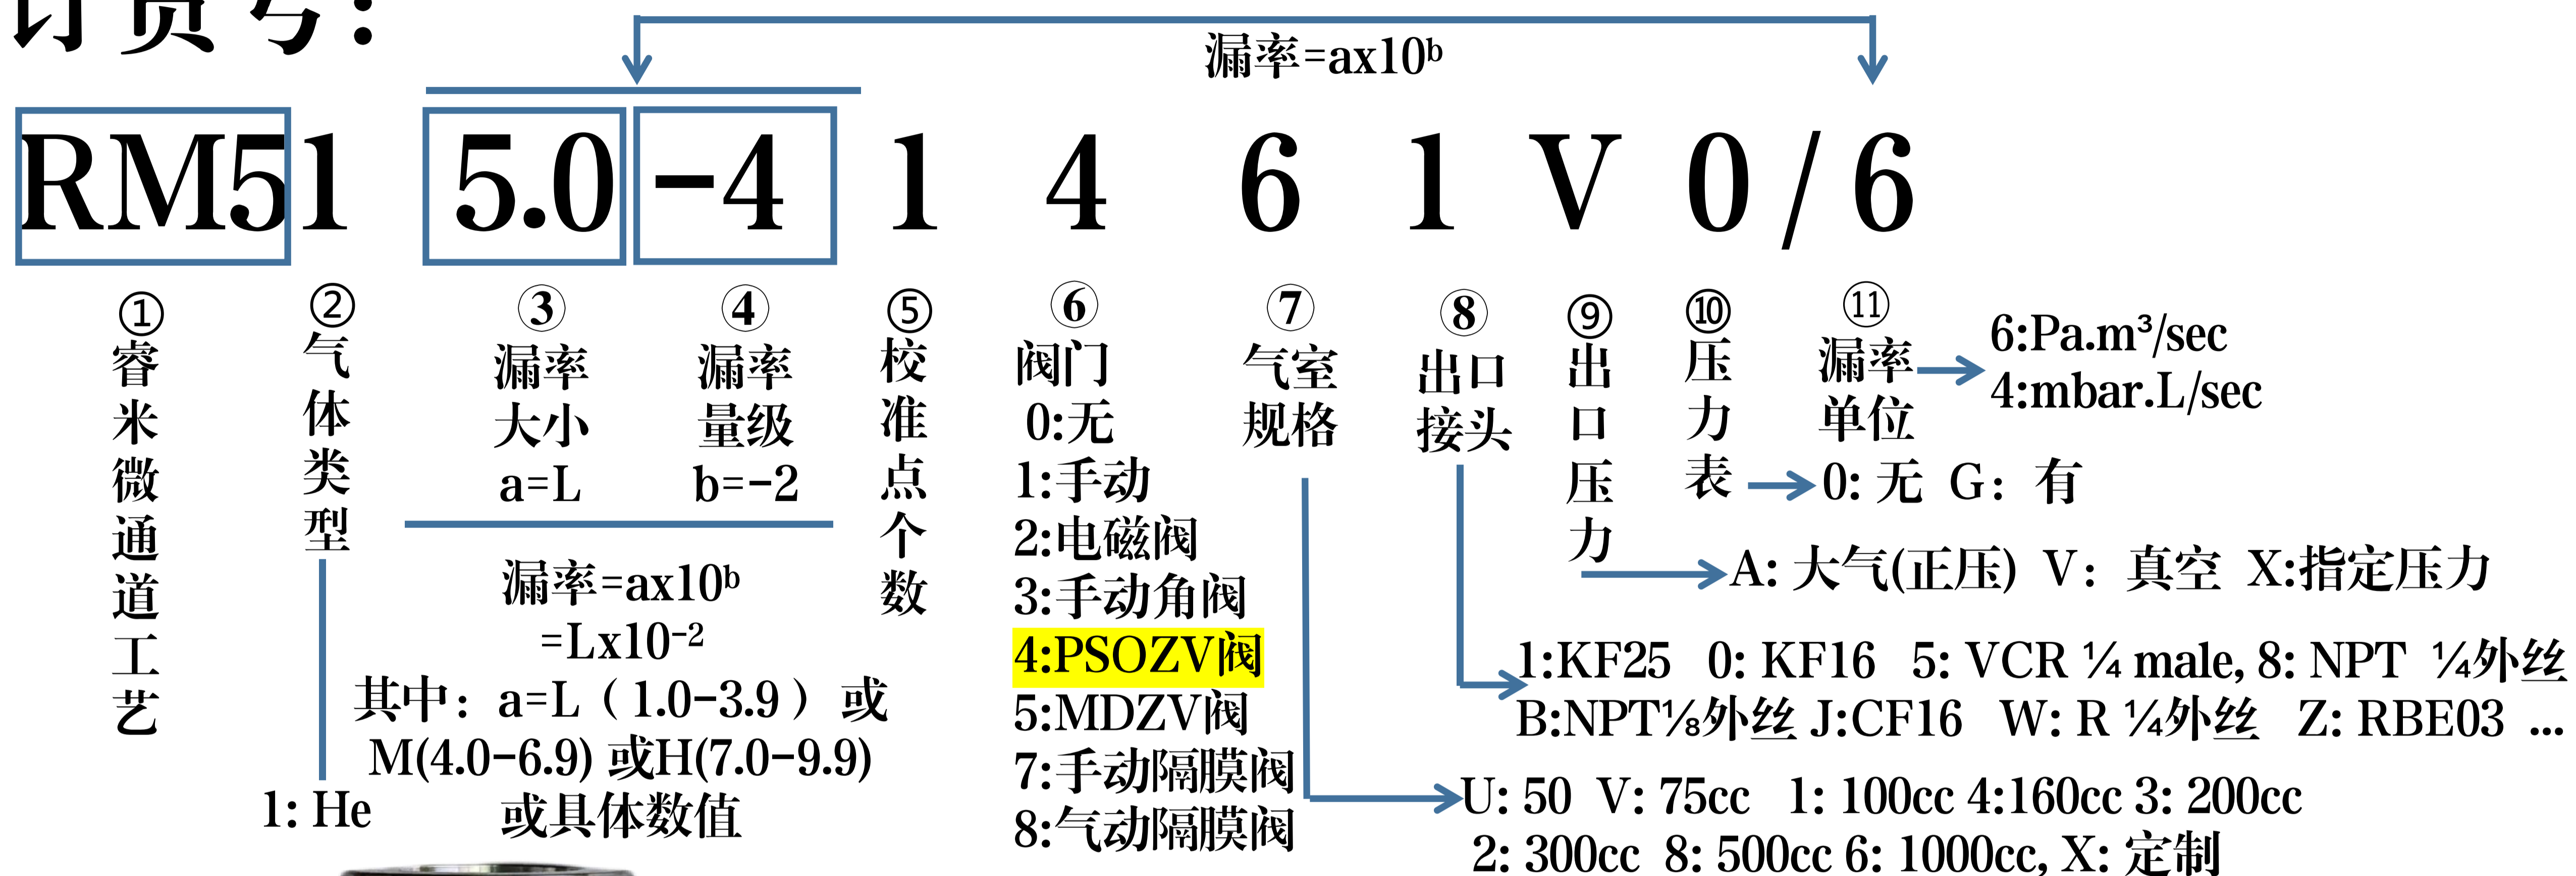 订货号:
漏率=ax10ᵇ
RM51 5.0 -4 1 4 6 1 V 0/6
①睿米微通道工艺
②气体类型
1: He
③漏率大小
a=L
④漏率量级
b=-2
漏率=ax10ᵇ
=Lx10⁻²
其中：a=L（1.0-3.9）或
M(4.0-6.9) 或H(7.0-9.9)
或具体数值
⑤校准点个数
⑥
阀门
0:无
1:手动
2:电磁阀
3:手动角阀
4:PSOZV阀
5:MDZV阀
7:手动隔膜阀
8:气动隔膜阀
⑦
气室
规格
U: 50 V: 75cc 1: 100cc 4:160cc 3: 200cc
2: 300cc 8: 500cc 6: 1000cc, X: 定制
⑧
出口
接头
1:KF25 0: KF16 5: VCR ¼ male, 8: NPT ¼外丝
B:NPT⅛外丝 J:CF16 W: R ¼外丝 Z: RBE03 ...
⑨出口压力
A: 大气(正压) V：真空 X:指定压力
⑩压力表
0: 无 G：有
⑪
漏率
单位
6:Pa.m³/sec
4:mbar.L/sec